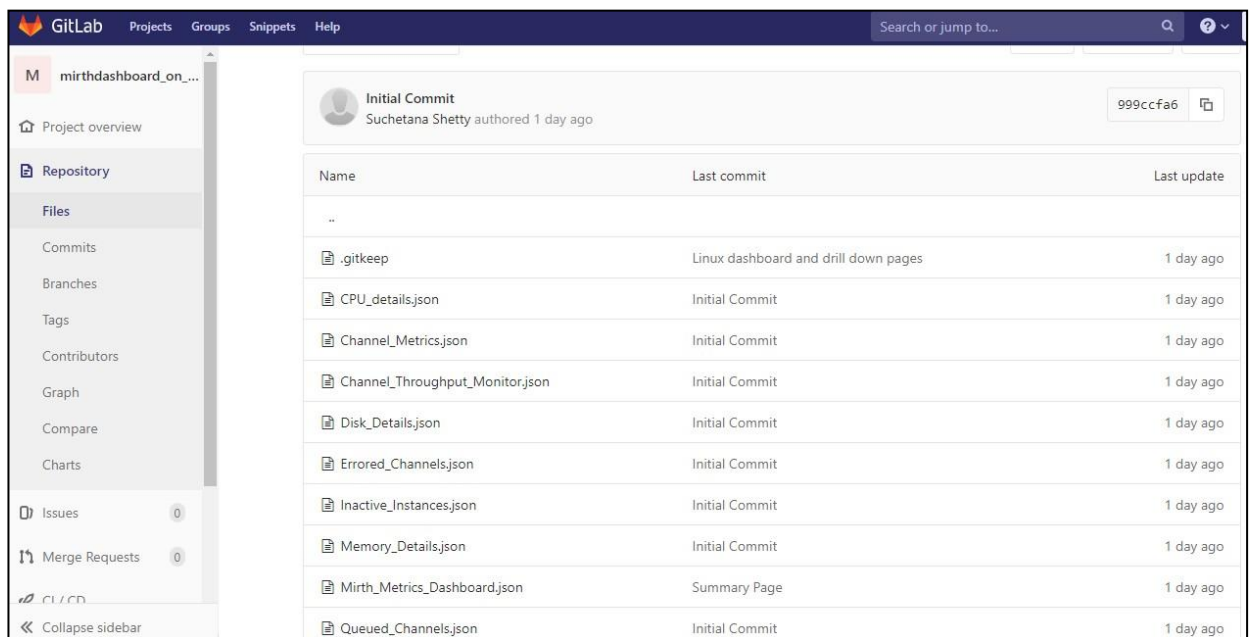 GitLab Projects Groups Snippets Help Search or jump to...
M mirthdashboard_on_...
Project overview
Repository
Files
Commits
Branches
Tags
Contributors
Graph
Compare
Charts
Issues 0
Merge Requests 0
CI / CD
Collapse sidebar
Initial Commit
Suchetana Shetty authored 1 day ago
999ccfa6
Name Last commit Last update
..
.gitkeep Linux dashboard and drill down pages 1 day ago
CPU_details.json Initial Commit 1 day ago
Channel_Metrics.json Initial Commit 1 day ago
Channel_Throughput_Monitor.json Initial Commit 1 day ago
Disk_Details.json Initial Commit 1 day ago
Errored_Channels.json Initial Commit 1 day ago
Inactive_Instances.json Initial Commit 1 day ago
Memory_Details.json Initial Commit 1 day ago
Mirth_Metrics_Dashboard.json Summary Page 1 day ago
Queued_Channels.json Initial Commit 1 day ago